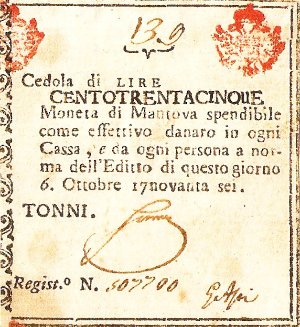 139
Cedola di LIRE
CENTOTRENTACINQUE
Moneta di Mantova spendibile
come effettivo danaro in ogni
Cassa, e da ogni persona a nor-
ma dell'Editto di questo giorno
6. Ottobre 17novanta sei.
TONNI.
Regist.º N. 507700